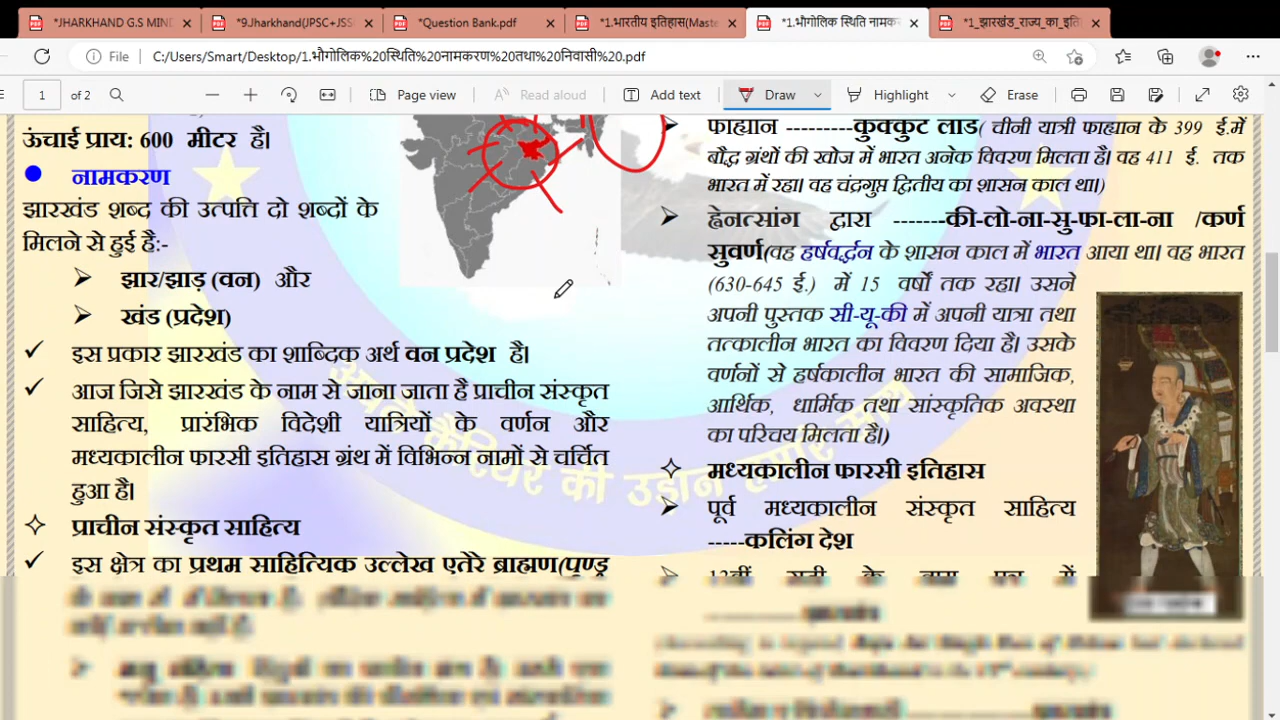 *JHARKHAND G.S MIND
*9Jharkhand(JPSC+JSS
*Question Bank.pdf
*1.भारतीय इतिहास(Maste
*1.भौगोलिक स्थिति नामकर
*1_झारखंड_राज्य_का_इति
File
C:/Users/Smart/Desktop/1.भौगोलिक%20स्थिति%20नामकरण%20तथा%20निवासी%20.pdf
1 of 2
Page view
Read aloud
Add text
Draw
Highlight
Erase
ऊंचाई प्राय: 600 मीटर है।
नामकरण
झारखंड शब्द की उत्पत्ति दो शब्दों के
मिलने से हुई है:-
झार/झाड़ (वन) और
खंड (प्रदेश)
इस प्रकार झारखंड का शाब्दिक अर्थ वन प्रदेश है।
आज जिसे झारखंड के नाम से जाना जाता है प्राचीन संस्कृत
साहित्य, प्रारंभिक विदेशी यात्रियों के वर्णन और
मध्यकालीन फारसी इतिहास ग्रंथ में विभिन्न नामों से चर्चित
हुआ है।
प्राचीन संस्कृत साहित्य
इस क्षेत्र का प्रथम साहित्यिक उल्लेख एतेरे ब्राह्मण(पुण्ड्र
फाह्यान ---------कुक्कुट लाड( चीनी यात्री फाह्यान के 399 ई.में
बौद्ध ग्रंथों की खोज में भारत अनेक विवरण मिलता है। वह 411 ई. तक
भारत में रहा। वह चंद्रगुप्त द्वितीय का शासन काल था।)
ह्वेनत्सांग द्वारा -------की-लो-ना-सु-फा-ला-ना /कर्ण
सुवर्ण(वह हर्षवर्द्धन के शासन काल में भारत आया था। वह भारत
(630-645 ई.) में 15 वर्षों तक रहा। उसने
अपनी पुस्तक सी-यू-की में अपनी यात्रा तथा
तत्कालीन भारत का विवरण दिया है। उसके
वर्णनों से हर्षकालीन भारत की सामाजिक,
आर्थिक, धार्मिक तथा सांस्कृतिक अवस्था
का परिचय मिलता है।)
मध्यकालीन फारसी इतिहास
पूर्व मध्यकालीन संस्कृत साहित्य
-----कलिंग देश